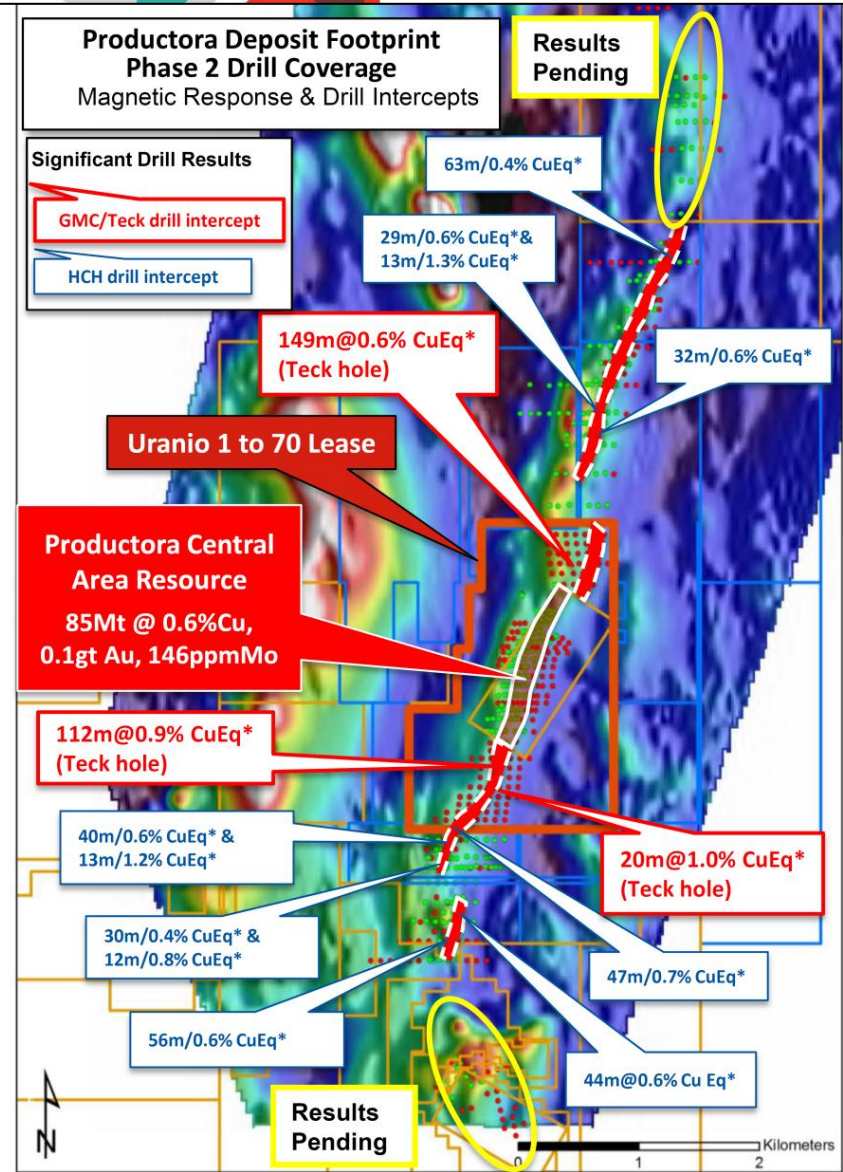 Productora Deposit Footprint
Phase 2 Drill Coverage
Magnetic Response & Drill Intercepts
Results
Pending
Significant Drill Results
GMC/Teck drill intercept
HCH drill intercept
63m/0.4% CuEq*
29m/0.6% CuEq*&
13m/1.3% CuEq*
149m@0.6% CuEq*
(Teck hole)
32m/0.6% CuEq*
Uranio 1 to 70 Lease
Productora Central
Area Resource
85Mt @ 0.6%Cu,
0.1gt Au, 146ppmMo
112m@0.9% CuEq*
(Teck hole)
40m/0.6% CuEq* &
13m/1.2% CuEq*
20m@1.0% CuEq*
(Teck hole)
30m/0.4% CuEq* &
12m/0.8% CuEq*
47m/0.7% CuEq*
56m/0.6% CuEq*
44m@0.6% Cu Eq*
Results
Pending
N
Kilometers
0 1 2